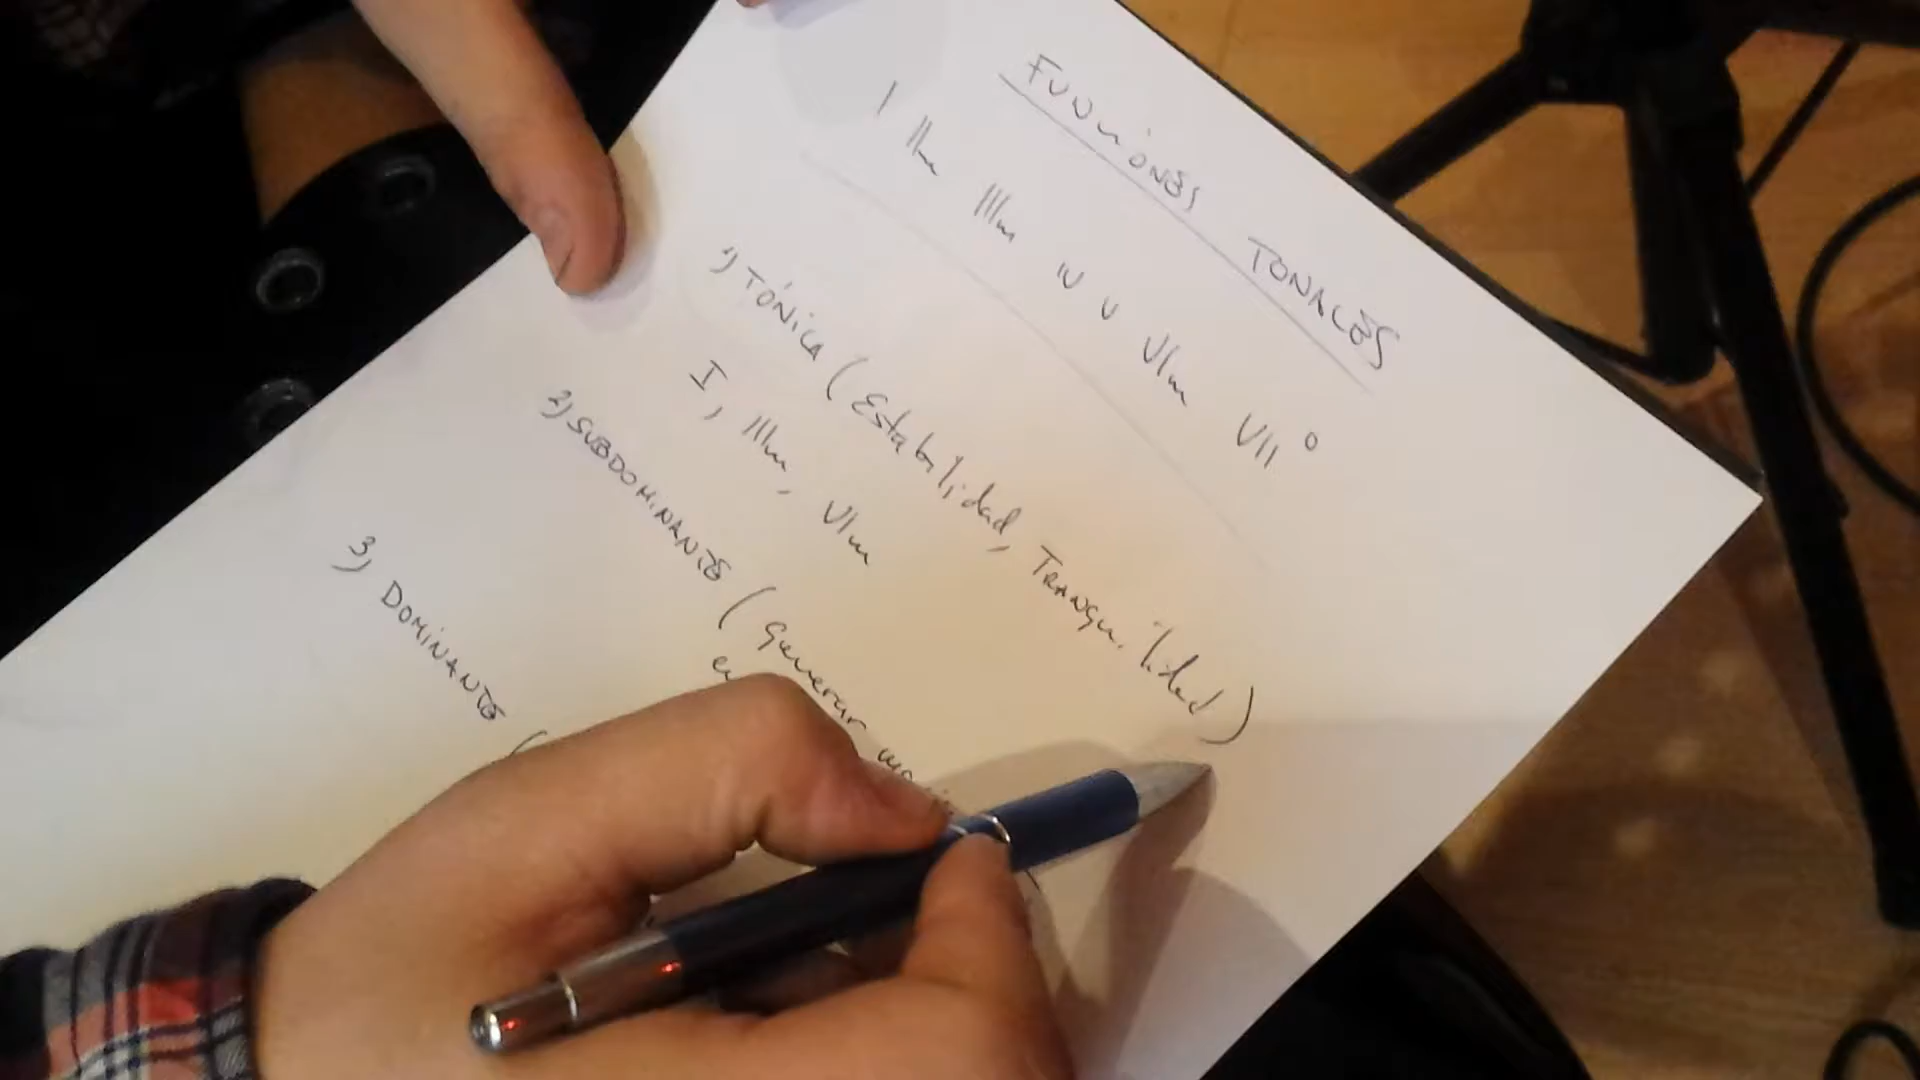 FUNCIONES TONALES
I IIm IIIm IV V VIm VII°
1) TÓNICA (Estabilidad, Tranquilidad)
I, IIIm, VIm
2) SUBDOMINANTE (generar
3) DOMINANTE (